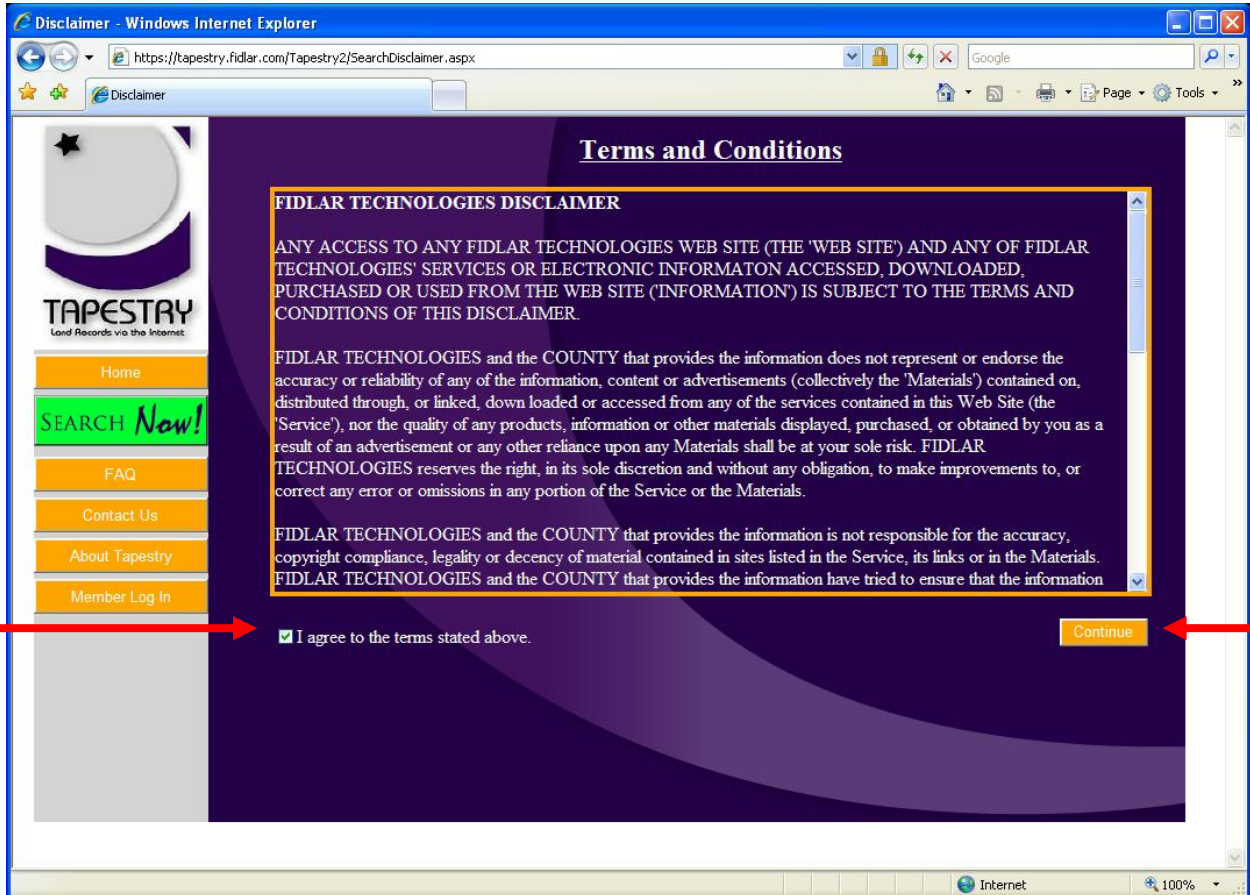 Disclaimer - Windows Internet Explorer
https://tapestry.fidlar.com/Tapestry2/SearchDisclaimer.aspx
Google
Disclaimer
Page
Tools
»
TAPESTRY
Land Records via the Internet
Home
SEARCH Now!
FAQ
Contact Us
About Tapestry
Member Log In
Terms and Conditions
FIDLAR TECHNOLOGIES DISCLAIMER
ANY ACCESS TO ANY FIDLAR TECHNOLOGIES WEB SITE (THE 'WEB SITE') AND ANY OF FIDLAR
TECHNOLOGIES' SERVICES OR ELECTRONIC INFORMATON ACCESSED, DOWNLOADED,
PURCHASED OR USED FROM THE WEB SITE ('INFORMATION') IS SUBJECT TO THE TERMS AND
CONDITIONS OF THIS DISCLAIMER.
FIDLAR TECHNOLOGIES and the COUNTY that provides the information does not represent or endorse the
accuracy or reliability of any of the information, content or advertisements (collectively the 'Materials') contained on,
distributed through, or linked, down loaded or accessed from any of the services contained in this Web Site (the
'Service'), nor the quality of any products, information or other materials displayed, purchased, or obtained by you as a
result of an advertisement or any other reliance upon any Materials shall be at your sole risk. FIDLAR
TECHNOLOGIES reserves the right, in its sole discretion and without any obligation, to make improvements to, or
correct any error or omissions in any portion of the Service or the Materials.
FIDLAR TECHNOLOGIES and the COUNTY that provides the information is not responsible for the accuracy,
copyright compliance, legality or decency of material contained in sites listed in the Service, its links or in the Materials.
FIDLAR TECHNOLOGIES and the COUNTY that provides the information have tried to ensure that the information
I agree to the terms stated above.
Continue
Internet
100%